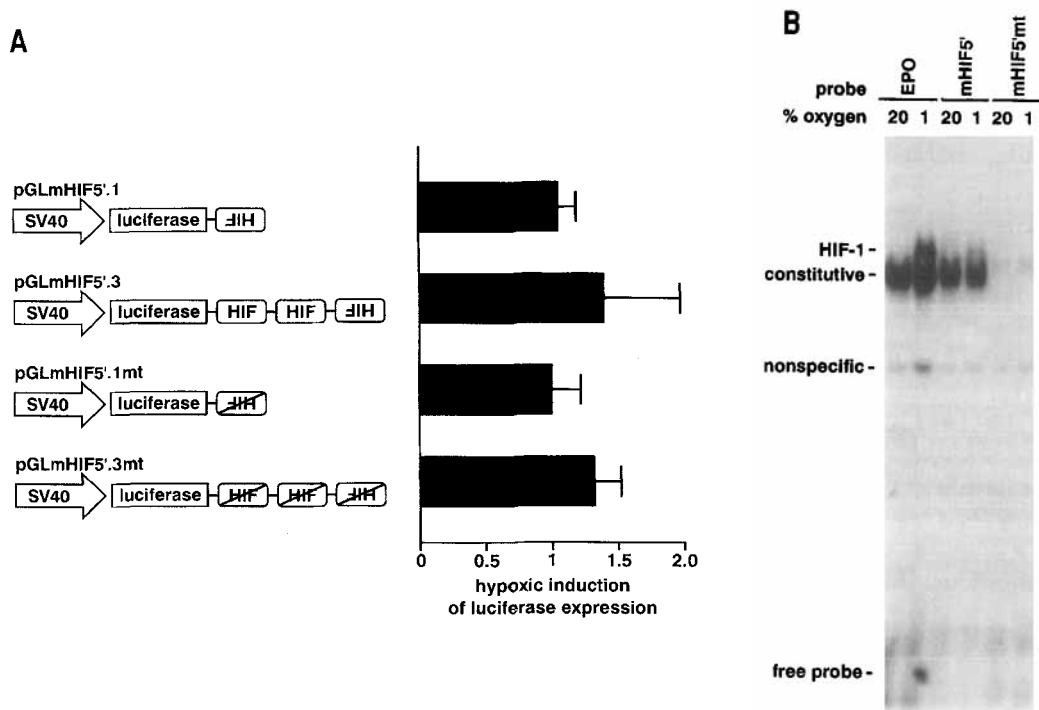 A
pGLmHIF5'.1
SV40 luciferase HIF
pGLmHIF5'.3
SV40 luciferase HIF HIF HIF
pGLmHIF5'.1mt
SV40 luciferase HIF
pGLmHIF5'.3mt
SV40 luciferase HIF HIF HIF
0 0.5 1 1.5 2.0
hypoxic induction
of luciferase expression
B
EPO mHIF5' mHIF5'mt
probe
% oxygen 20 1 20 1 20 1
HIF-1 -
constitutive -
nonspecific -
free probe -